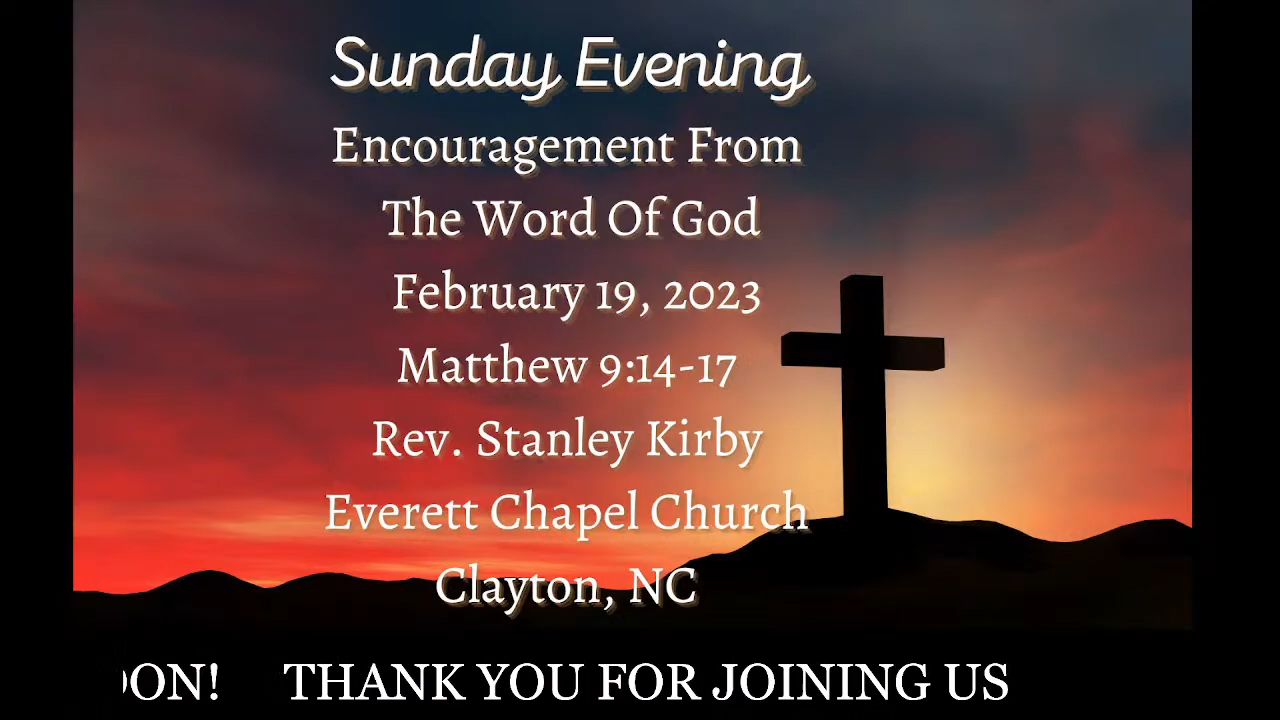 Sunday Evening
Encouragement From
The Word Of God
February 19, 2023
Matthew 9:14-17
Rev. Stanley Kirby
Everett Chapel Church
Clayton, NC
THANK YOU FOR JOINING US